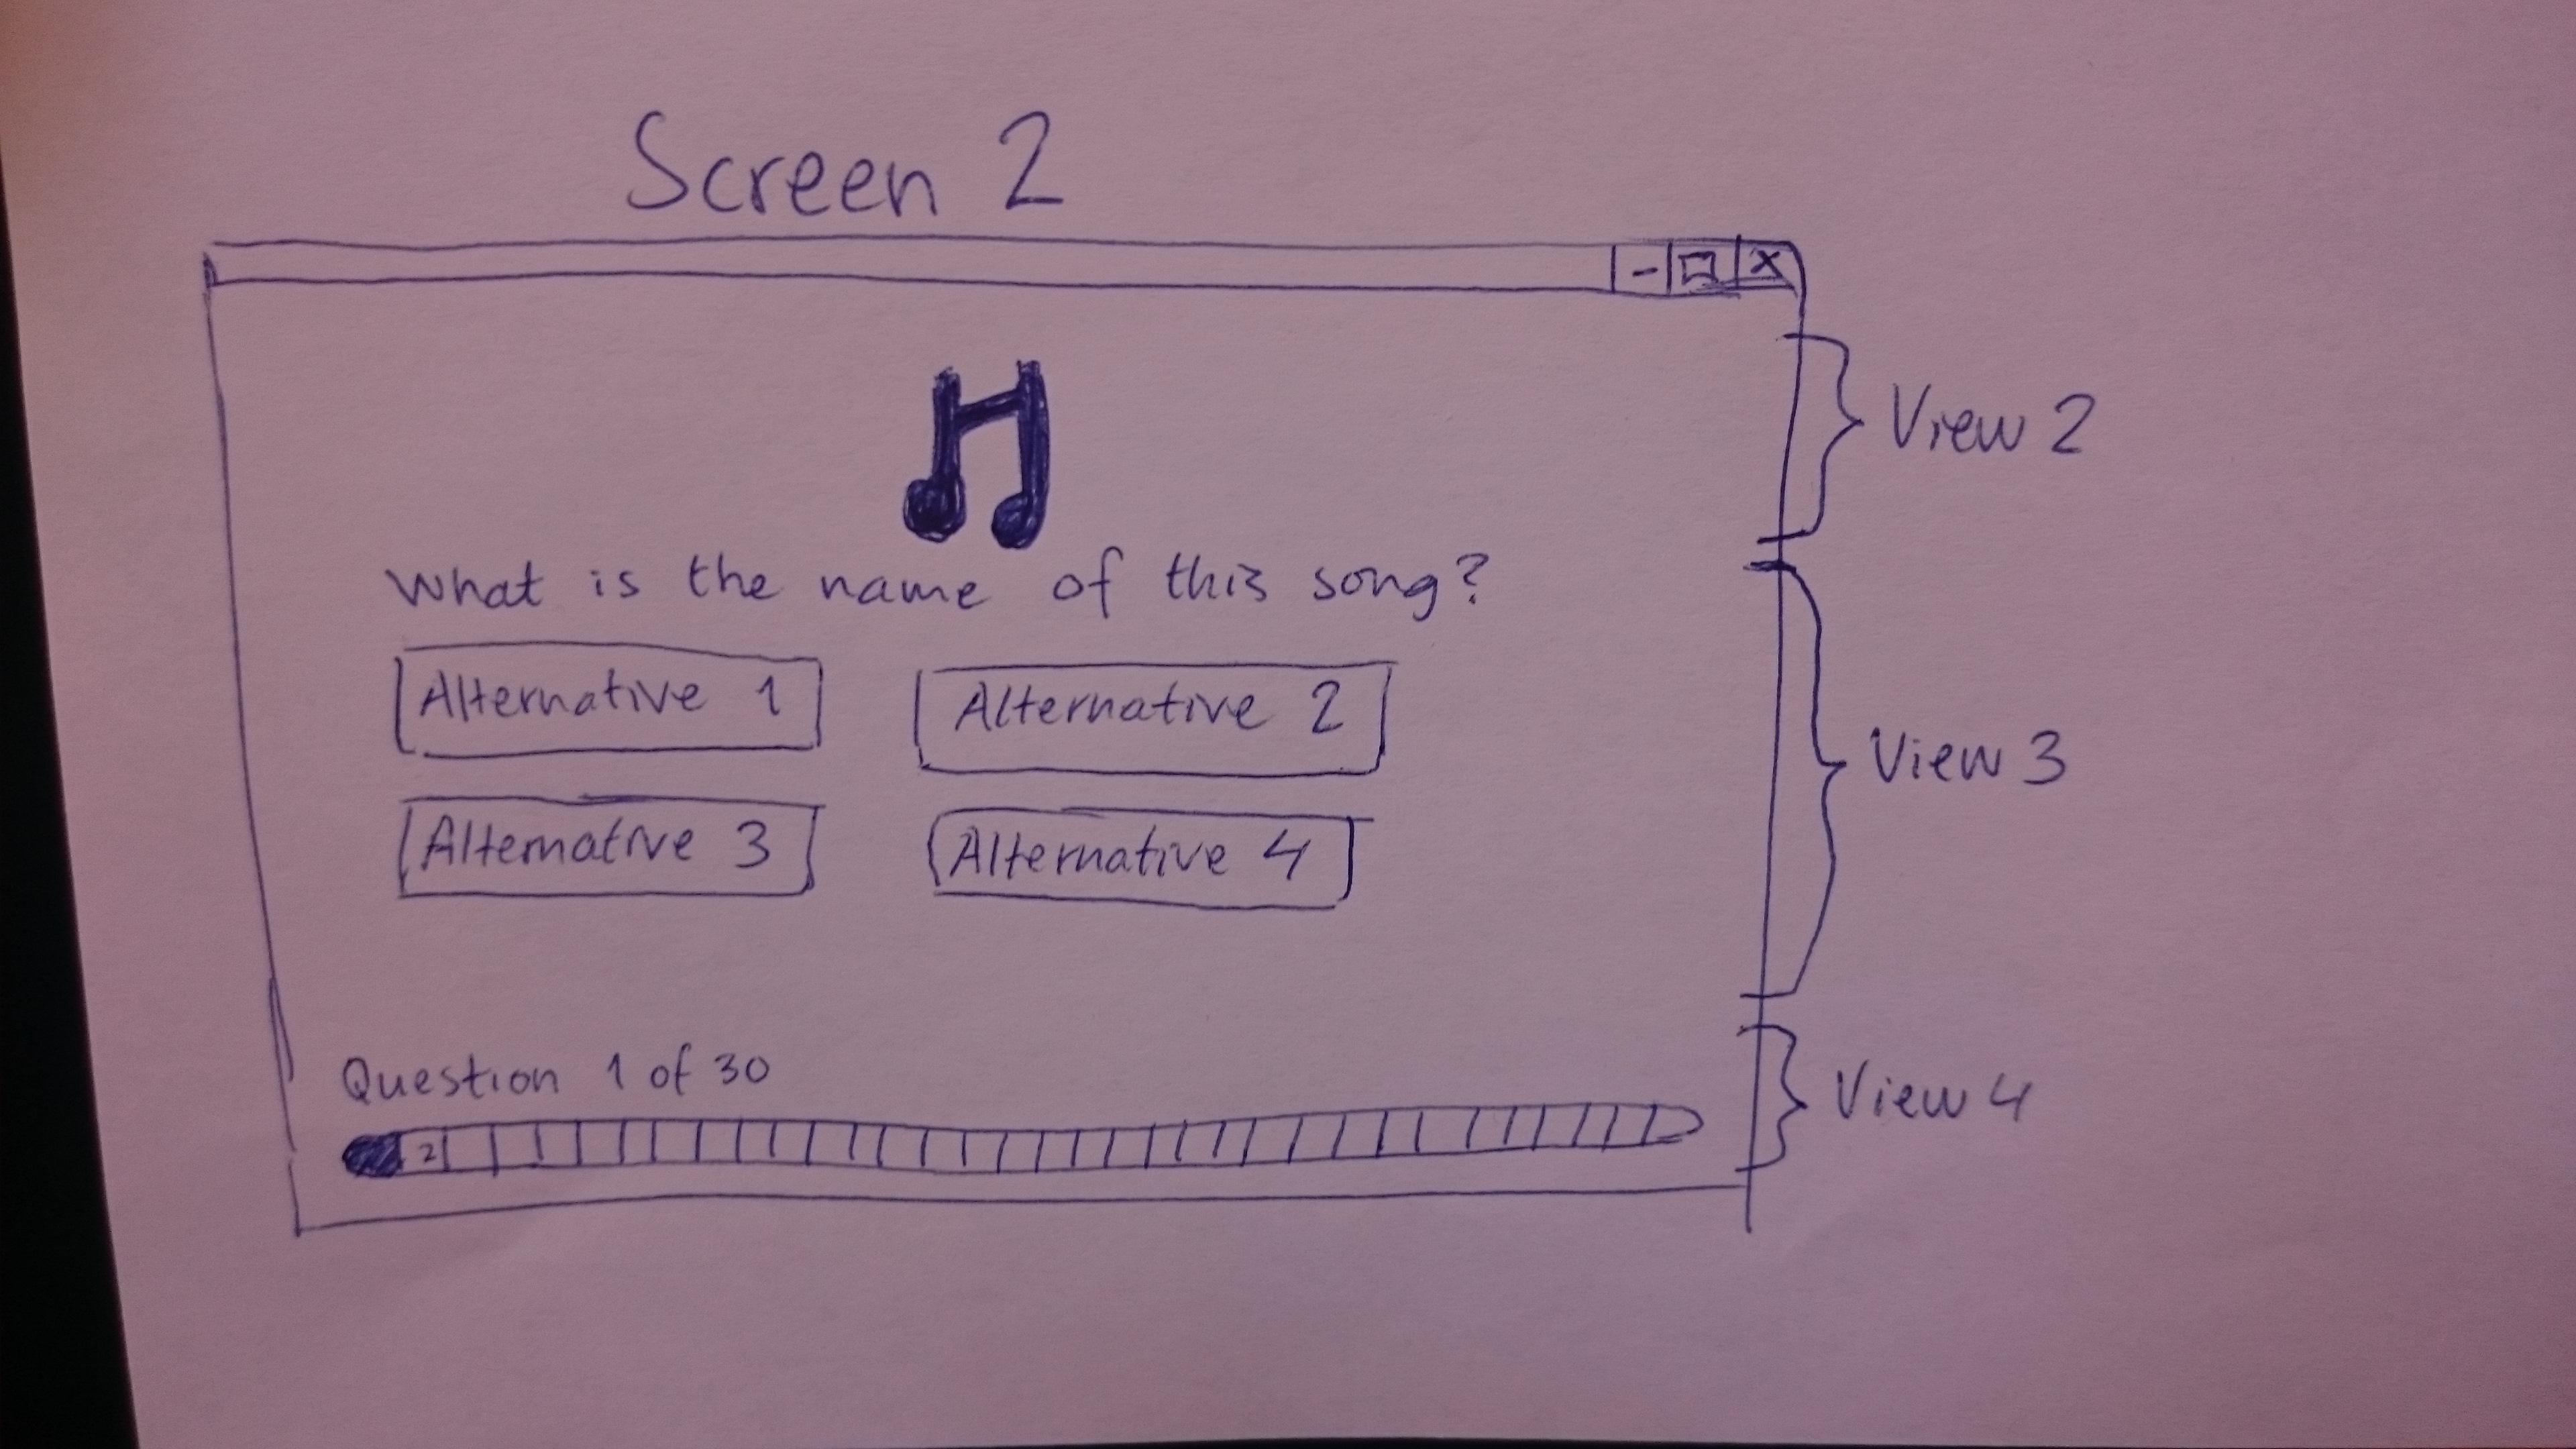 Screen 2
- □ X
View 2
What is the name of this song?
Alternative 1 Alternative 2
View 3
Alternative 3 Alternative 4
Question 1 of 30
View 4
2